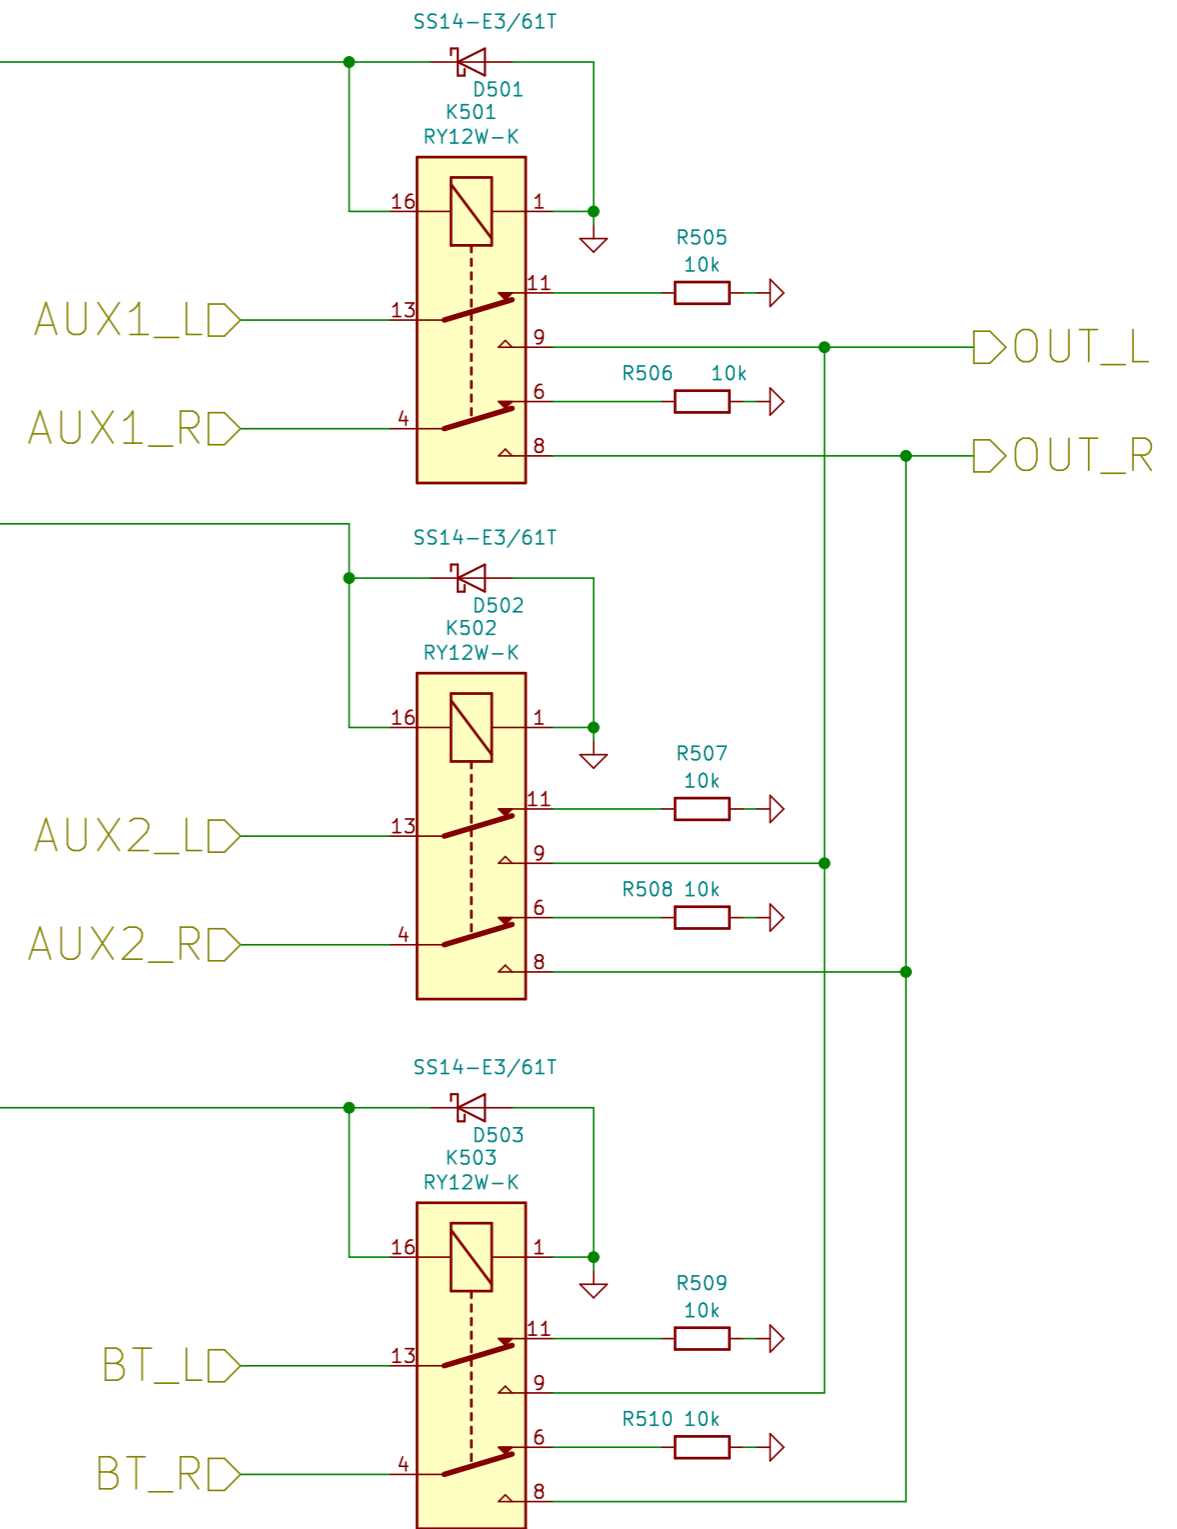 SS14-E3/61T
D501
K501
RY12W-K
16 1
R505
10k
11
AUX1_L 13
9 OUT_L
R506 10k
6
AUX1_R 4
8 OUT_R
SS14-E3/61T
D502
K502
RY12W-K
16 1
R507
10k
11
AUX2_L 13
9
R508 10k
6
AUX2_R 4
8
SS14-E3/61T
D503
K503
RY12W-K
16 1
R509
10k
11
BT_L 13
9
R510 10k
6
BT_R 4
8